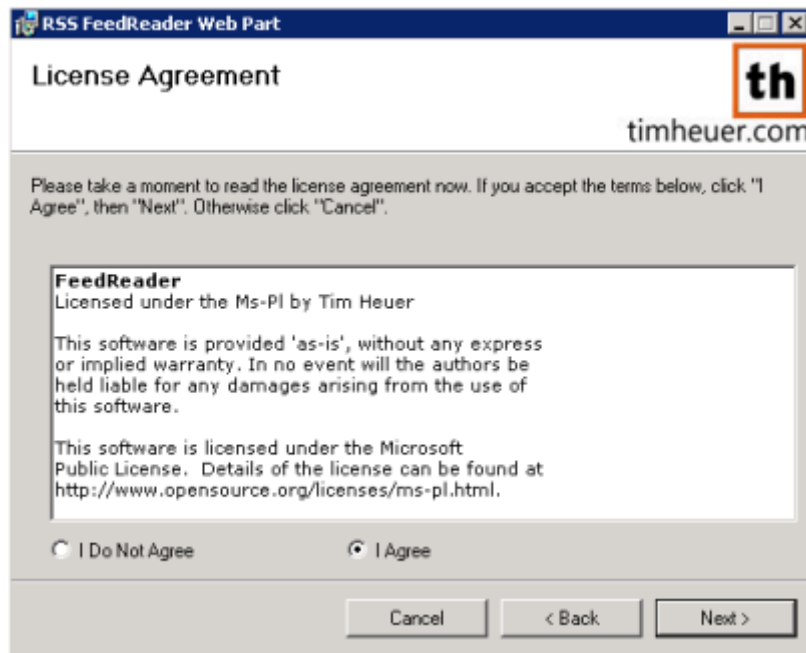 RSS FeedReader Web Part
License Agreement
th
timheuer.com
Please take a moment to read the license agreement now. If you accept the terms below, click "I
Agree", then "Next". Otherwise click "Cancel".
FeedReader
Licensed under the Ms-Pl by Tim Heuer
This software is provided 'as-is', without any express
or implied warranty. In no event will the authors be
held liable for any damages arising from the use of
this software.
This software is licensed under the Microsoft
Public License.  Details of the license can be found at
http://www.opensource.org/licenses/ms-pl.html.
I Do Not Agree
I Agree
Cancel
< Back
Next >